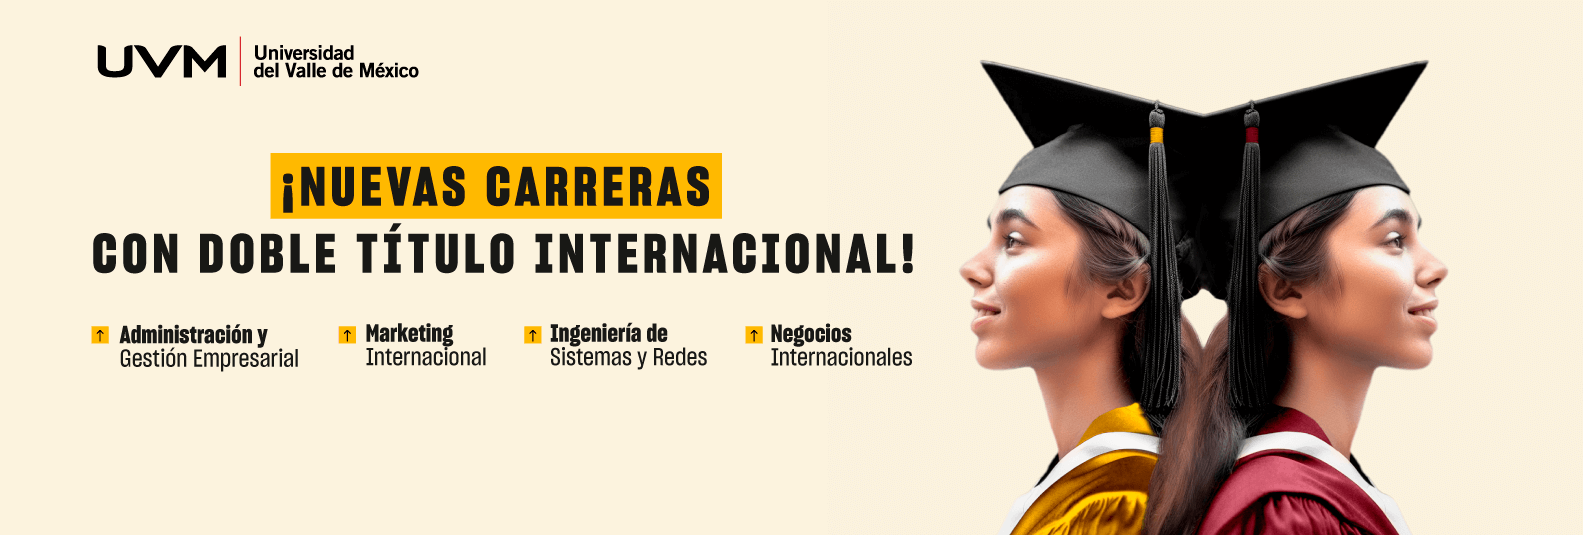 UVM
Universidad
del Valle de México
¡NUEVAS CARRERAS
CON DOBLE TÍTULO INTERNACIONAL!
Administración y
Gestión Empresarial
Marketing
Internacional
Ingeniería de
Sistemas y Redes
Negocios
Internacionales